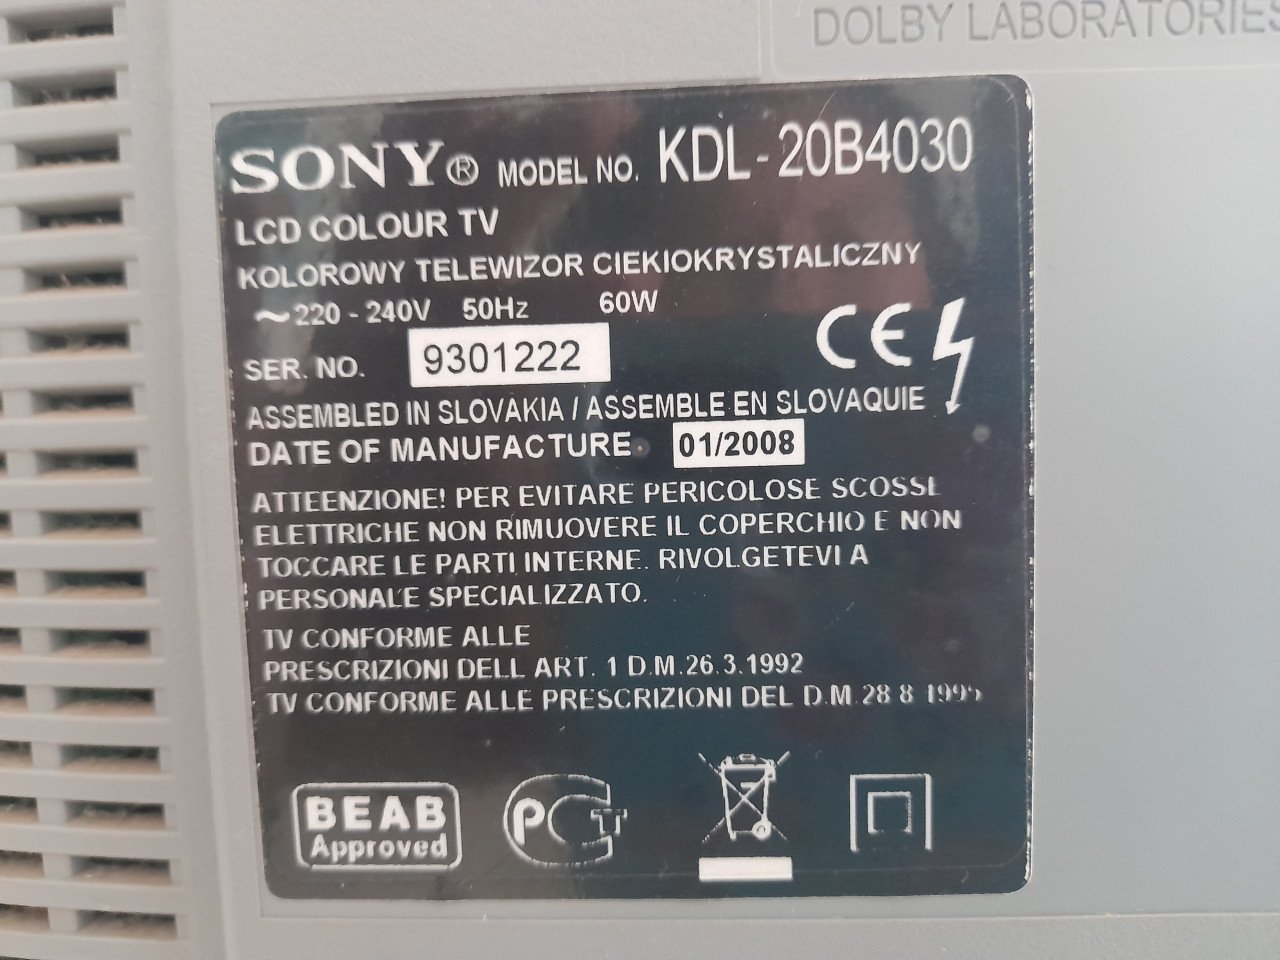 DOLBY LABORATORIES
SONY® MODEL NO. KDL-20B4030
LCD COLOUR TV
KOLOROWY TELEWIZOR CIEKIOKRYSTALICZNY
~220 - 240V 50Hz 60W
SER. NO. 9301222
ASSEMBLED IN SLOVAKIA / ASSEMBLE EN SLOVAQUIE
DATE OF MANUFACTURE 01/2008
ATTEENZIONE! PER EVITARE PERICOLOSE SCOSSE
ELETTRICHE NON RIMUOVERE IL COPERCHIO E NON
TOCCARE LE PARTI INTERNE. RIVOLGETEVI A
PERSONALE SPECIALIZZATO.
TV CONFORME ALLE
PRESCRIZIONI DELL ART. 1 D.M.26.3.1992
TV CONFORME ALLE PRESCRIZIONI DEL D.M.28 8 1995
CE
BEAB
Approved
PCT